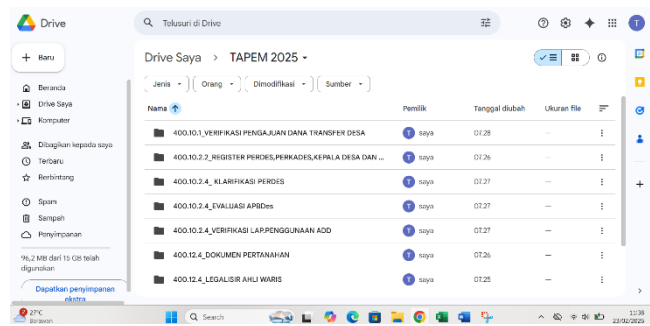 Drive
Telusuri di Drive
T
Baru
Drive Saya > TAPEM 2025
Jenis
Orang
Dimodifikasi
Sumber
Beranda
Drive Saya
Komputer
Dibagikan kepada saya
Terbaru
Berbintang
Spam
Sampah
Penyimpanan
96,2 MB dari 15 GB telah
digunakan
Dapatkan penyimpanan
ekstra
Nama Pemilik Tanggal diubah Ukuran file
400.10.1_VERIFIKASI PENGAJUAN DANA TRANSFER DESA T saya 07.28 —
400.10.2.2_REGISTER PERDES,PERKADES,KEPALA DESA DAN ... T saya 07.26 —
400.10.2.4_ KLARIFIKASI PERDES T saya 07.27 —
400.10.2.4_EVALUASI APBDes T saya 07.27 —
400.10.2.4_VERIFIKASI LAP.PENGGUNAAN ADD T saya 07.27 —
400.12.4_DOKUMEN PERTANAHAN T saya 07.26 —
400.12.4_LEGALISIR AHLI WARIS T saya 07.25 —
27°C
Berawan
Search
11:38
23/02/2025